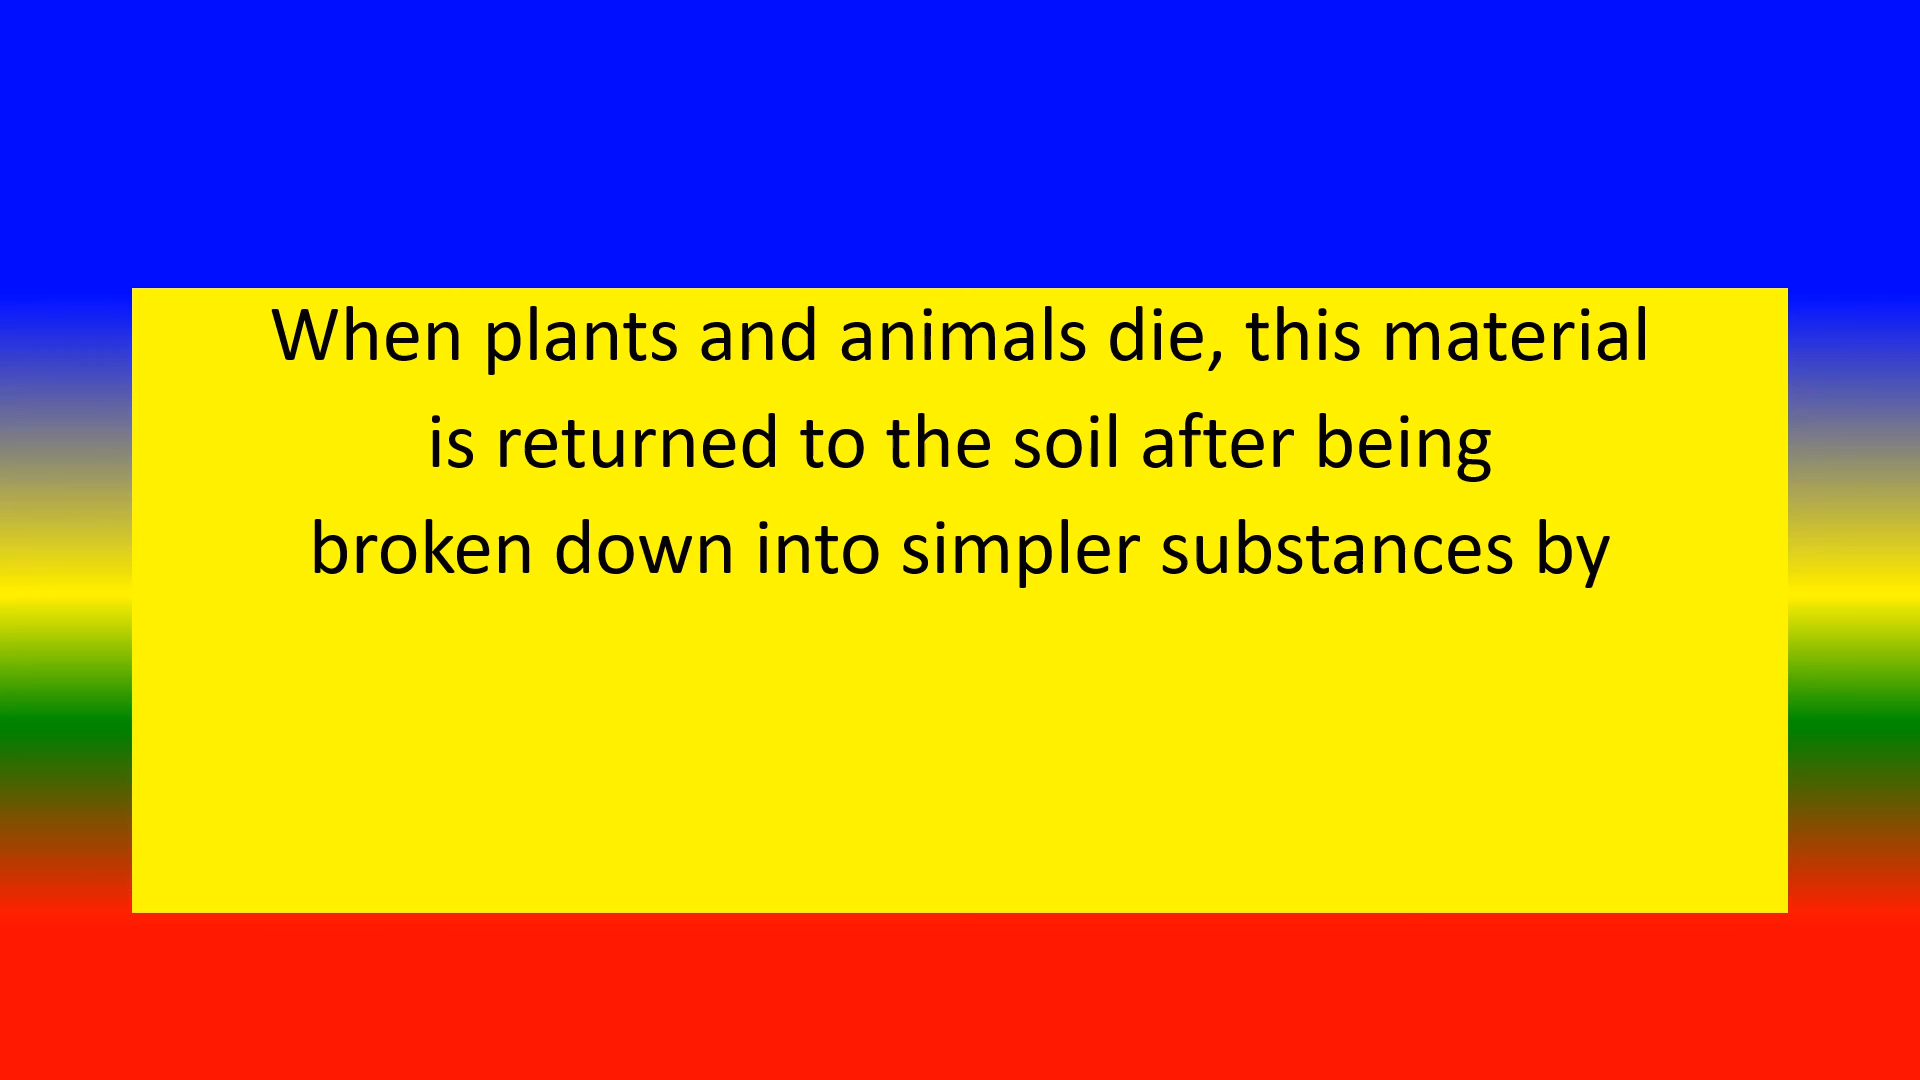 When plants and animals die, this material
is returned to the soil after being
broken down into simpler substances by